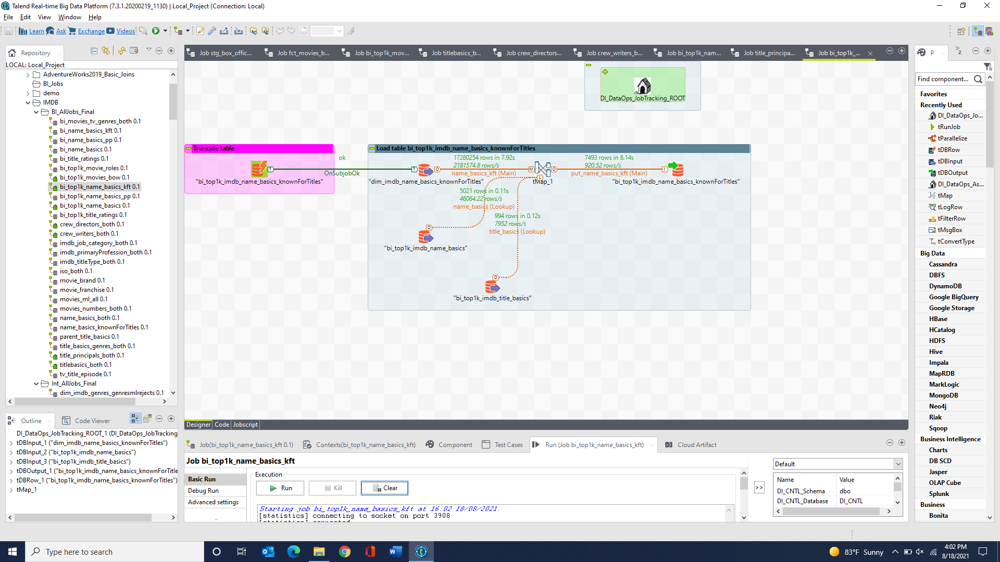 Talend Real-time Big Data Platform (7.3.1.20200219_1130) | Local_Project (Connection: Local)
File Edit View Window Help
Learn Ask Exchange Videos
Repository
LOCAL: Local_Project
AdventureWorks2019_Basic_Joins
BI_Jobs
demo
IMDB
BI_AllJobs_Final
bi_movies_tv_genres_both 0.1
bi_name_basics_kft 0.1
bi_name_basics_pp 0.1
bi_name_basics 0.1
bi_title_ratings 0.1
bi_top1k_movie_roles 0.1
bi_top1k_movies_bow 0.1
bi_top1k_name_basics_kft 0.1
bi_top1k_name_basics_pp 0.1
bi_top1k_name_basics 0.1
bi_top1k_title_ratings 0.1
crew_directors_both 0.1
crew_writers_both 0.1
imdb_job_category_both 0.1
imdb_primaryProfession_both 0.1
imdb_titleType_both 0.1
iso_both 0.1
movie_brand 0.1
movie_franchise 0.1
movies_ml_all 0.1
movies_numbers_both 0.1
name_basics_both 0.1
name_basics_knownForTitles 0.1
parent_title_basics 0.1
title_basics_genres_both 0.1
title_principals_both 0.1
titlebasics_both 0.1
tv_title_episode 0.1
Int_AllJobs_Final
dim_imdb_genres_genresmlrejects 0.1
Outline Code Viewer
DI_DataOps_JobTracking_ROOT_1 (DI_DataOps_JobTracking
tDBInput_1 ("dim_imdb_name_basics_knownForTitles")
tDBInput_2 ("bi_top1k_imdb_name_basics")
tDBInput_3 ("bi_top1k_imdb_title_basics")
tDBOutput_1 ("bi_top1k_imdb_name_basics_knownForTitle
tDBRow_1 ("bi_top1k_imdb_name_basics_knownForTitles")
tMap_1
Job stg_box_offic... Job fct_movies_b... Job bi_top1k_mov... Job titlebasics_b... Job crew_directors... Job crew_writers_b... Job bi_top1k_nam... Job title_principa... Job bi_top1k_...
DI_DataOps_JobTracking_ROOT
Truncate table
T
"bi_top1k_imdb_name_basics_knownForTitles"
ok
OnSubjobOk
Load table bi_top1k_imdb_name_basics_knownForTitles
17280254 rows in 7.92s
2181574.8 rows/s
name_basics_kft (Main)
T O M O I
"dim_imdb_name_basics_knownForTitles"
tMap_1
L
7493 rows in 8.14s
920.52 rows/s
put_name_basics_kft (Main)
"bi_top1k_imdb_name_basics_knownForTitles"
5021 rows in 0.11s
46064.22 rows/s
name_basics (Lookup)
994 rows in 0.12s
7952 rows/s
title_basics (Lookup)
O
"bi_top1k_imdb_name_basics"
O
"bi_top1k_imdb_title_basics"
Designer Code Jobscript
Job(bi_top1k_name_basics_kft 0.1) Contexts(bi_top1k_name_basics_kft) Component Test Cases Run (Job bi_top1k_name_basics_kft) Cloud Artifact
Job bi_top1k_name_basics_kft
Basic Run
Debug Run
Advanced settings
Execution
Run Kill Clear
Starting job bi_top1k_name_basics_kft at 16:02 18/08/2021.
[statistics] connecting to socket on port 3908
[statistics] connected
>>
Default
Name Value
DI_CNTL_Schema dbo
DI_CNTL_Database DI_CNTL
P
2
Find component...
Favorites
Recently Used
DI_DataOps_Jo...
tRunJob
tParallelize
tDBRow
tDBInput
tDBOutput
DI_DataOps_As...
tMap
tLogRow
tFilterRow
tMsgBox
tConvertType
Big Data
Cassandra
DBFS
DynamoDB
Google BigQuery
Google Storage
HBase
HCatalog
HDFS
Hive
Impala
MapRDB
MarkLogic
MongoDB
Neo4j
Riak
Sqoop
Business Intelligence
Charts
DB SCD
Jasper
OLAP Cube
Splunk
Business
Bonita
Type here to search
83°F Sunny
4:02 PM
8/18/2021